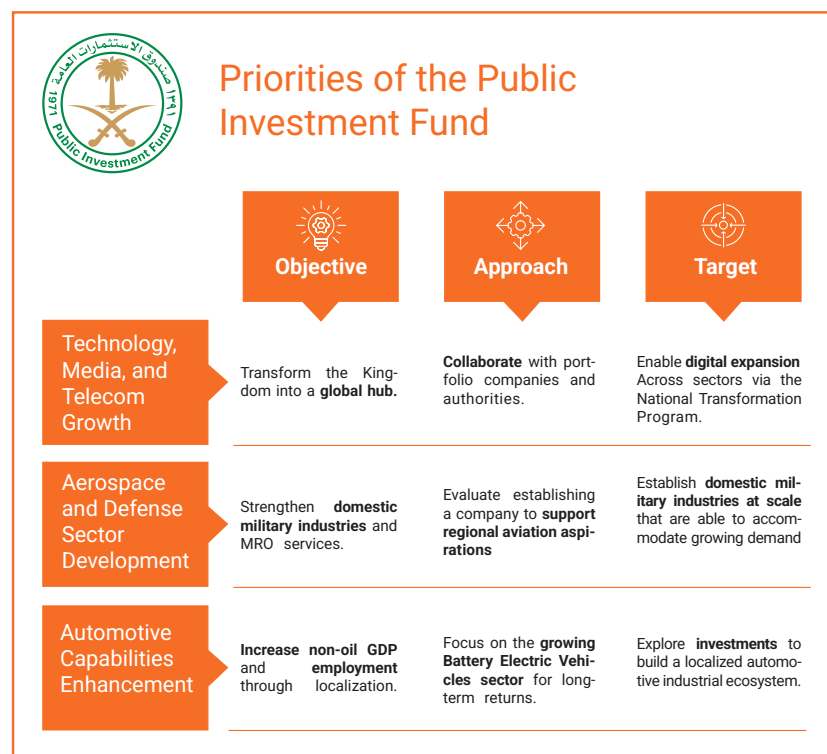 صندوق الاستثمارات العامة
١٣٩١ 1971
Public Investment Fund
Priorities of the Public
Investment Fund
Objective
Approach
Target
Technology,
Media, and
Telecom
Growth
Transform the King-
dom into a global hub.
Collaborate with port-
folio companies and
authorities.
Enable digital expansion
Across sectors via the
National Transformation
Program.
Aerospace
and Defense
Sector
Development
Strengthen domestic
military industries and
MRO services.
Evaluate establishing
a company to support
regional aviation aspi-
rations
Establish domestic mil-
itary industries at scale
that are able to accom-
modate growing demand
Automotive
Capabilities
Enhancement
Increase non-oil GDP
and employment
through localization.
Focus on the growing
Battery Electric Vehi-
cles sector for long-
term returns.
Explore investments to
build a localized automo-
tive industrial ecosystem.